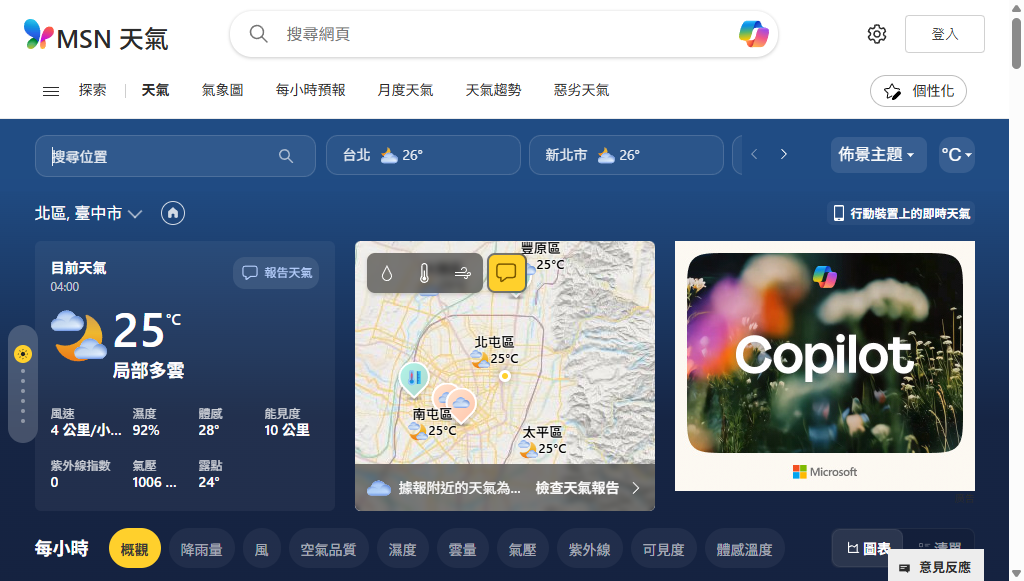 MSN 天氣
搜尋網頁
登入
探索
天氣
氣象圖
每小時預報
月度天氣
天氣趨勢
惡劣天氣
個性化
搜尋位置
台北 26°
新北市 26°
佈景主題
°C
北區, 臺中市
行動裝置上的即時天氣
目前天氣
04:00
報告天氣
25°C
局部多雲
風速
4 公里/小...
濕度
92%
體感
28°
能見度
10 公里
紫外線指數
0
氣壓
1006 ...
露點
24°
豐原區
25°C
北屯區
25°C
南屯區
25°C
太平區
25°C
據報附近的天氣為...
檢查天氣報告
Copilot
Microsoft
每小時
概觀
降雨量
風
空氣品質
濕度
雲量
氣壓
紫外線
可見度
體感溫度
圖表
清單
意見反應